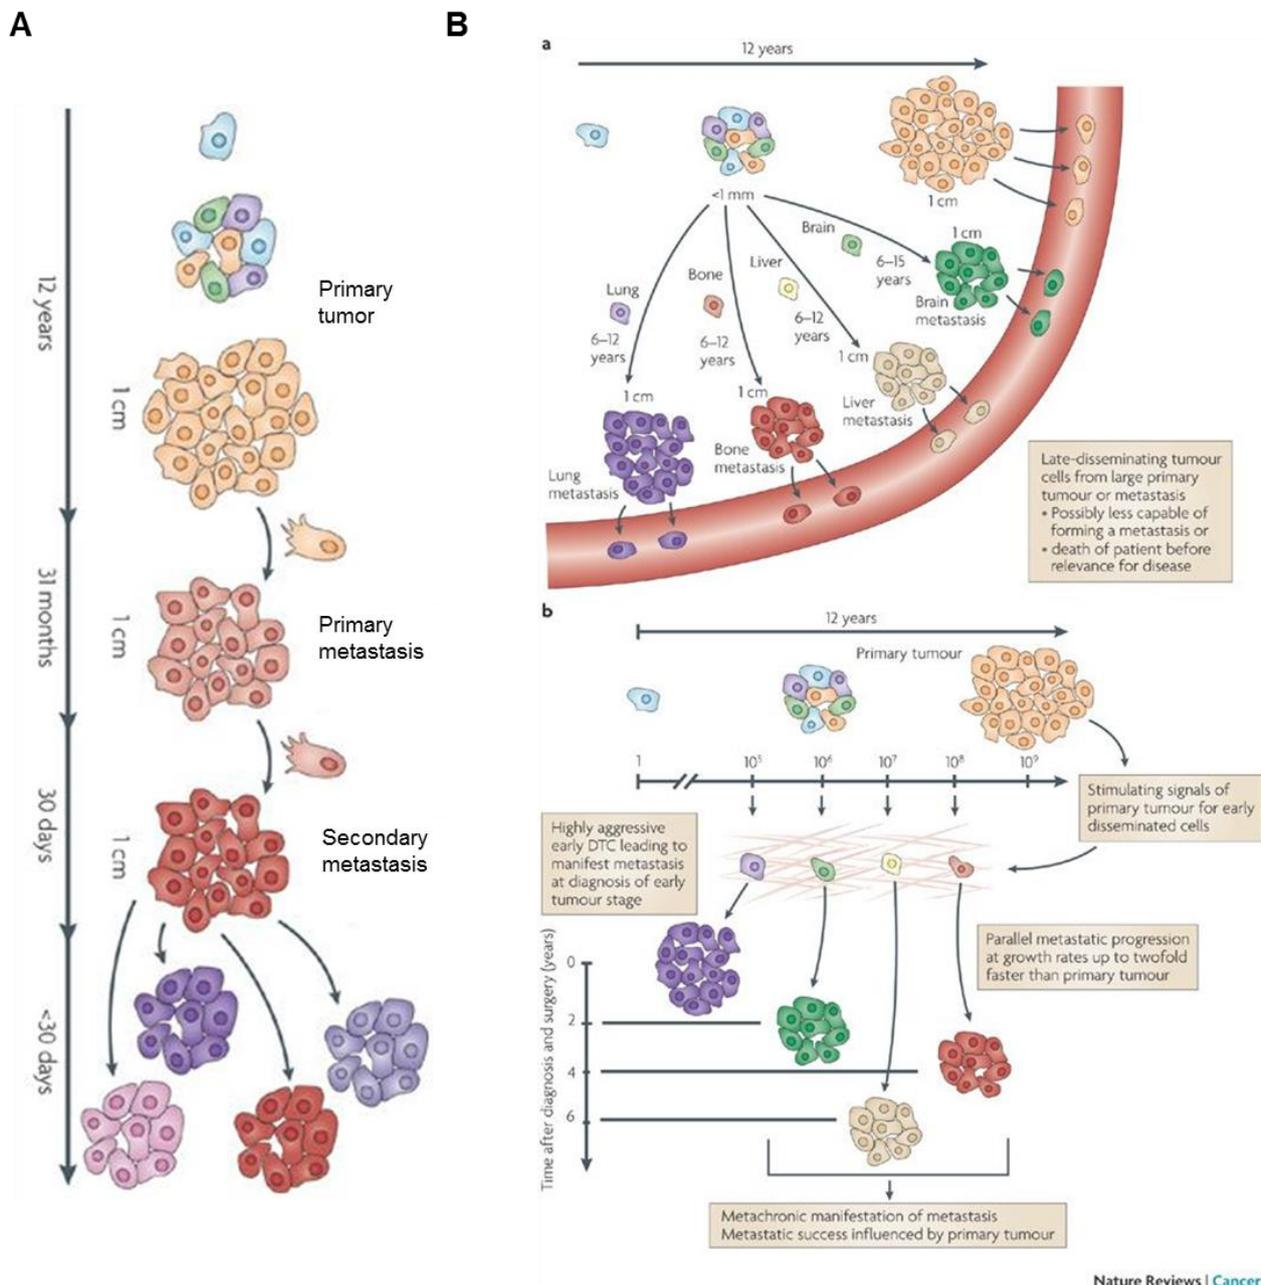 A
B
12 years
1 cm
Primary
tumor
31 months
1 cm
Primary
metastasis
30 days
1 cm
Secondary
metastasis
<30 days
a
12 years
<1 mm
1 cm
Brain
6–15
years
1 cm
Brain
metastasis
Liver
6–12
years
1 cm
Liver
metastasis
Bone
6–12
years
1 cm
Bone
metastasis
Lung
6–12
years
1 cm
Lung
metastasis
Late-disseminating tumour
cells from large primary
tumour or metastasis
• Possibly less capable of
forming a metastasis or
• death of patient before
relevance for disease
b
12 years
Primary tumour
1
10⁵
10⁶
10⁷
10⁸
10⁹
Stimulating signals of
primary tumour for early
disseminated cells
Highly aggressive
early DTC leading to
manifest metastasis
at diagnosis of early
tumour stage
Parallel metastatic progression
at growth rates up to twofold
faster than primary tumour
Time after diagnosis and surgery (years)
0
2
4
6
Metachronic manifestation of metastasis
Metastatic success influenced by primary tumour
Nature Reviews | Cancer